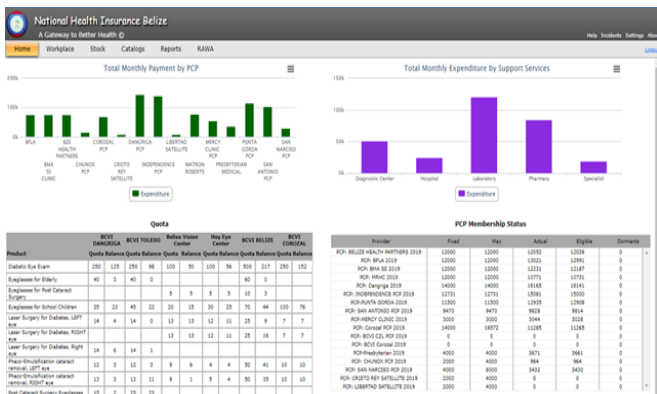 National Health Insurance Belize
A Gateway to Better Health ©
Help Incidents Settings
Home Workplace Stock Catalogs Reports RAWA
Total Monthly Payment by PCP
200k
100k
0k
BFLA
BMA SS CLINIC
BZE HEALTH PARTNERS
CHUNOX PCP
COROZAL PCP
CRISTO REY SATELLITE
DANGRIGA PCP
INDEPENDENCE PCP
LIBERTAD SATELLITE
MATRON ROBERTS
MERCY CLINIC PCP
PRESBYTERIAN MEDICAL
PUNTA GORDA PCP
SAN ANTONIO PCP
SAN NARCISO PCP
Expenditure
Total Monthly Expenditure by Support Services
150k
100k
50k
0k
Diagnostic Center Hospital Laboratory Pharmacy Specialist
Expenditure
Quota
BCVI DANGRIGA BCVI TOLEDO Belize Vision Center Hoy Eye Center BCVI BELIZE BCVI COROZAL
Product Quota Balance Quota Balance Quota Balance Quota Balance Quota Balance Quota Balance
Diabetic Eye Exam 250 125 250 98 100 50 100 56 500 217 250 192
Eyeglasses for Elderly 40 3 40 0 60 0
Eyeglasses for Post Cataract Surgery 5 5 5 5 10 3
Eyeglasses for School Children 35 23 45 22 20 15 30 25 70 44 100 76
Laser Surgery for Diabetes, LEFT eye 14 4 14 0 13 13 12 11 25 9 7 7
Laser Surgery for Diabetes, RIGHT eye 13 13 12 11 25 16 7 7
Laser Surgery for Diabetes, Right eye 14 6 14 1
Phaco-Emulsification cataract removal, LEFT eye 12 3 12 3 9 6 4 4 50 41 10 10
Phaco-Emulsification cataract removal, RIGHT eye 13 3 13 11 9 1 5 4 50 35 10 10
Post Cataract Surgery Eyeglasses 15 2 25 23
PCP Membership Status
Provider Fixed Max Actual Eligible Dormants
PCP: BELIZE HEALTH PARTNERS 2019 12000 12000 12052 12026 0
PCP: BFLA 2019 12000 12000 13021 12991 0
PCP: BMA SS 2019 12000 12000 12231 12187 0
PCP: MRHC 2019 12000 12000 10771 10731 0
PCP: Dangriga 2019 14000 14000 16165 16141 0
PCP: INDEPENDENCE PCP 2019 12731 12731 15081 15000 0
PCP:PUNTA GORDA 2019 11500 11500 12935 12908 0
PCP: SAN ANTONIO PCP 2019 9470 9470 9828 9814 0
PCP:MERCY CLINIC 2019 3000 3000 3044 3028 0
PCP: Corozal PCP 2019 14000 16572 11285 11265 0
PCP: BCVI CZL PCP 2019 0 0 0 0 0
PCP: BCVI Corozal 2019 0 0 0 0 0
PCP:Presbyterian 2019 4000 4000 3671 3661 0
PCP: CHUNOX PCP 2019 2000 4000 964 964 0
PCP: SAN NARCISO PCP 2019 4000 8000 3432 3420 0
PCP: CRISTO REY SATELLITE 2019 2000 4000 0 0 0
PCP: LIBERTAD SATELLITE 2019 2000 4000 0 0 0